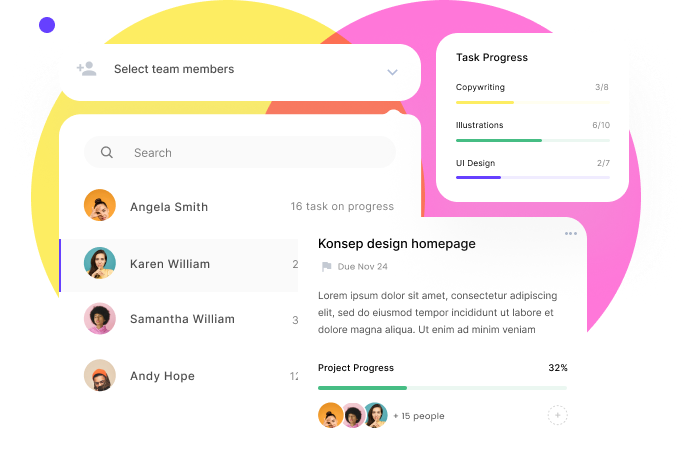 Select team members
Search
Angela Smith
16 task on progress
Karen William
2
Samantha William
3
Andy Hope
12
Task Progress
Copywriting
3/8
Illustrations
6/10
UI Design
2/7
Konsep design homepage
Due Nov 24
Lorem ipsum dolor sit amet, consectetur adipiscing
elit, sed do eiusmod tempor incididunt ut labore et
dolore magna aliqua. Ut enim ad minim veniam
Project Progress
32%
+ 15 people